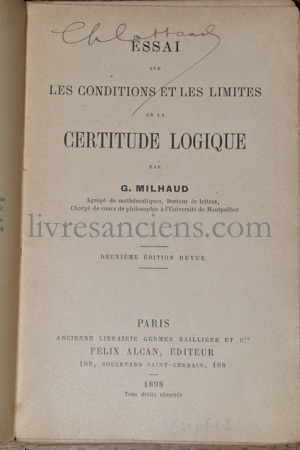 ESSAI
SUR
LES CONDITIONS ET LES LIMITES
DE LA
CERTITUDE LOGIQUE
PAR
G. MILHAUD
Agrégé de mathématiques, Docteur ès lettres,
Chargé de cours de philosophie à l'Université de Montpellier
livresanciens.com
DEUXIÈME ÉDITION REVUE
PARIS
ANCIENNE LIBRAIRIE GERMER BAILLIÈRE ET Cie
FÉLIX ALCAN, ÉDITEUR
108, BOULEVARD SAINT-GERMAIN, 108
1898
Tous droits réservés